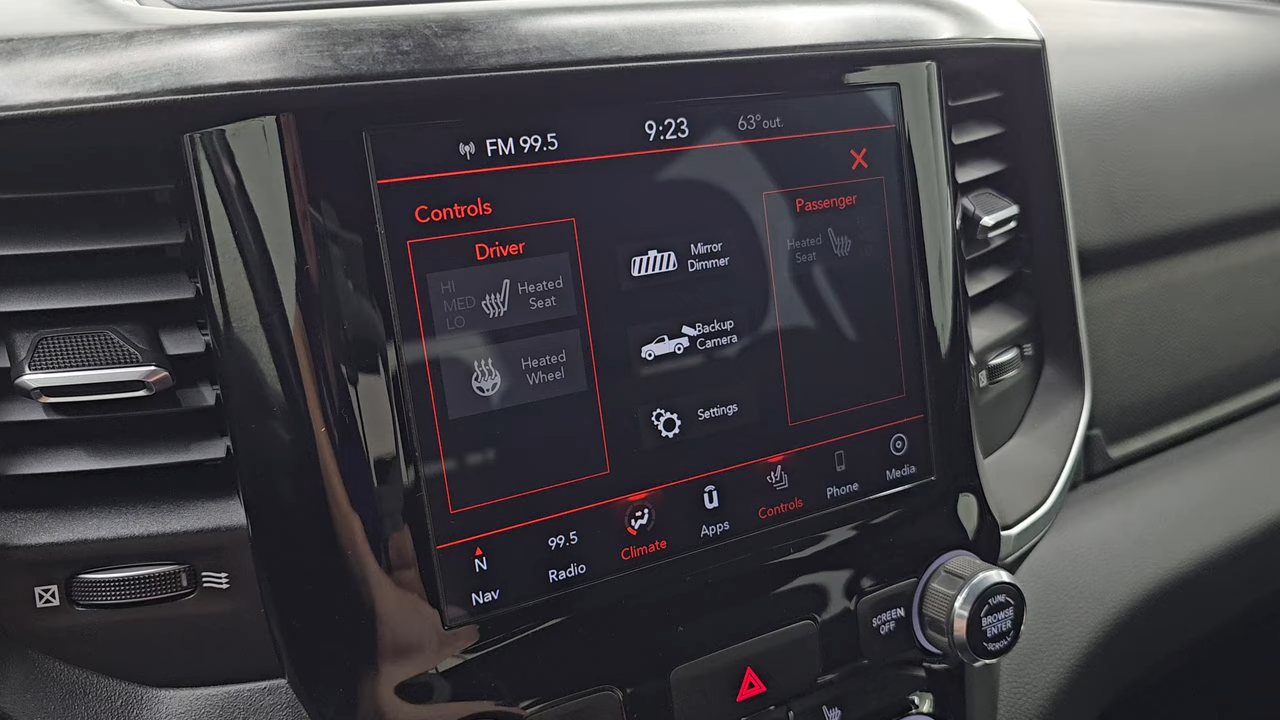 FM 99.5
9:23
63° out.
Controls
Driver
HI
MED
LO
Heated
Seat
Heated
Wheel
Mirror
Dimmer
Backup
Camera
Settings
Passenger
Heated
Seat
N
Nav
99.5
Radio
Climate
Apps
Controls
Phone
Media
SCREEN
OFF
TUNE
BROWSE
ENTER
SCROLL